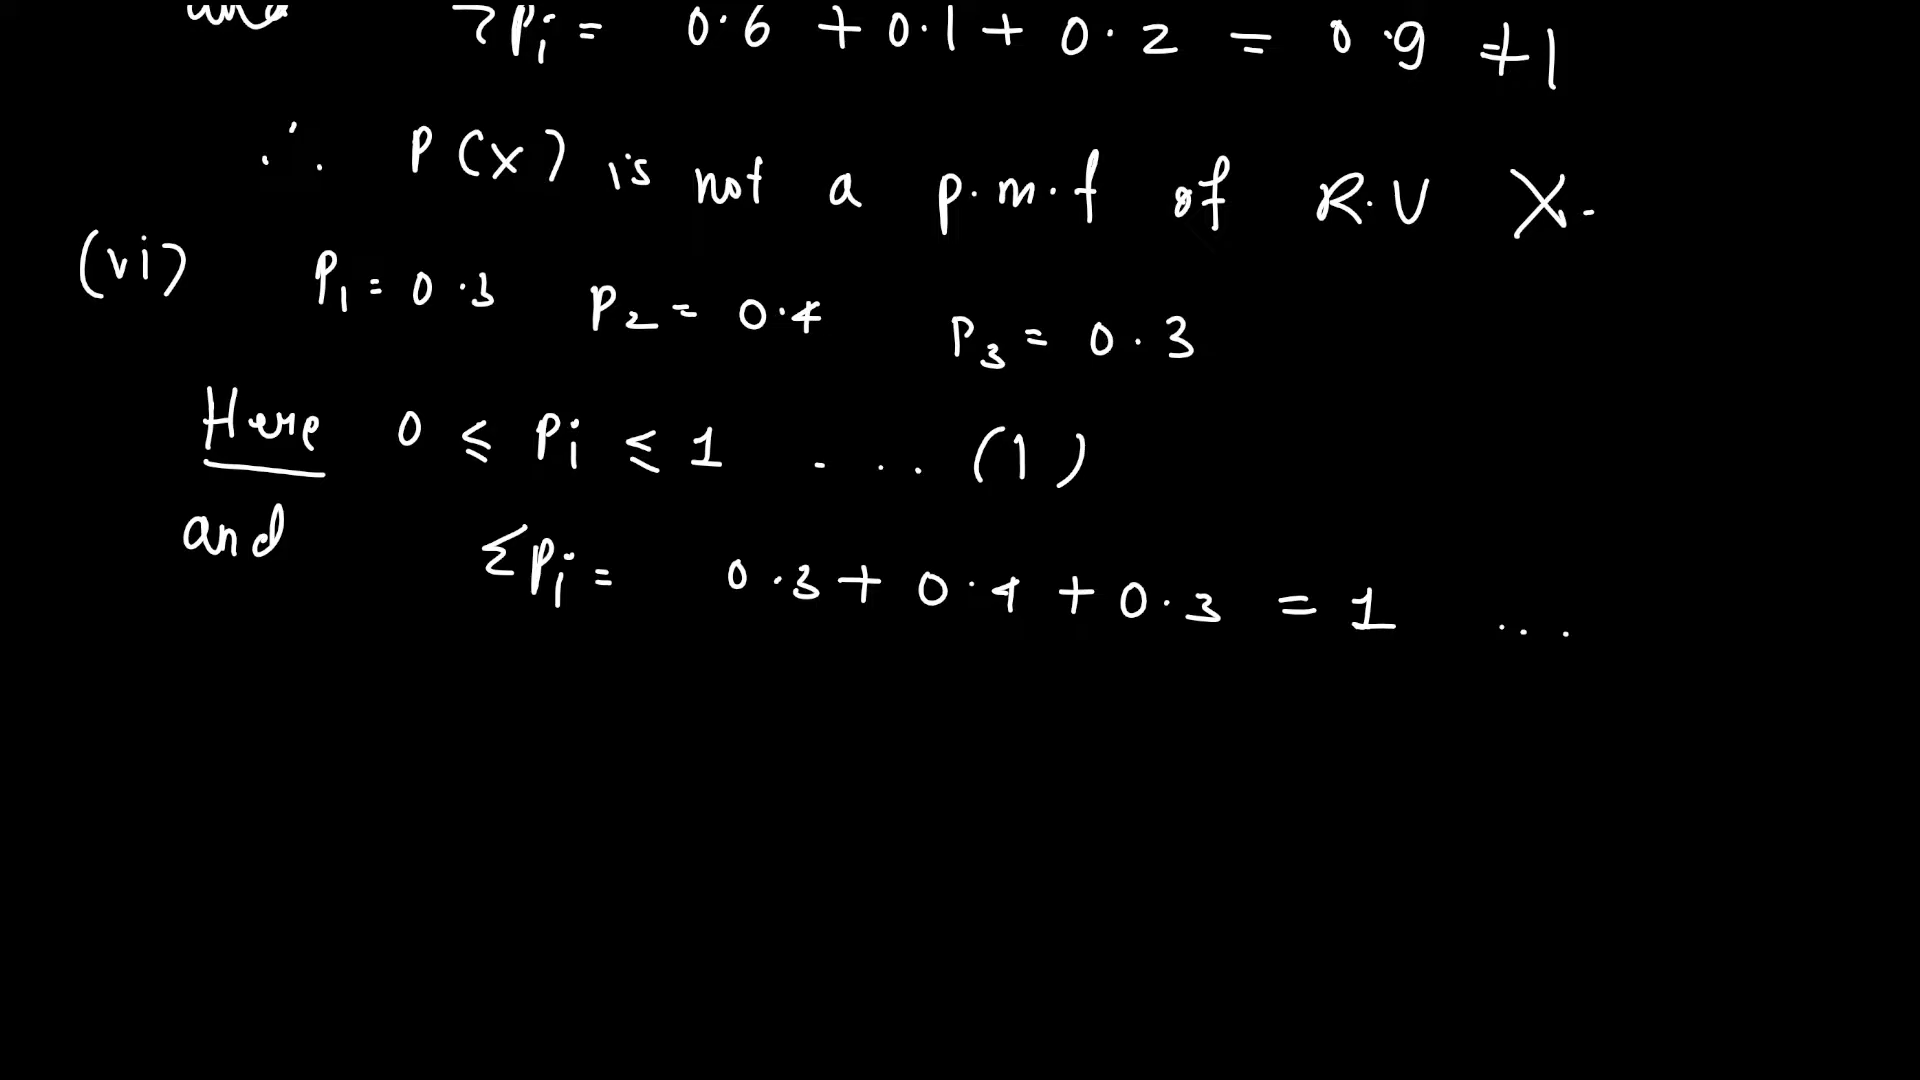 and ΣPi = 0.6 + 0.1 + 0.2 = 0.9 ≠ 1
∴ P(X) is not a p.m.f of R.V X.
(vi) P₁ = 0.3 P₂ = 0.4 P₃ = 0.3
Here 0 ≤ Pi ≤ 1 .... (1)
and ΣPi = 0.3 + 0.4 + 0.3 = 1 ...